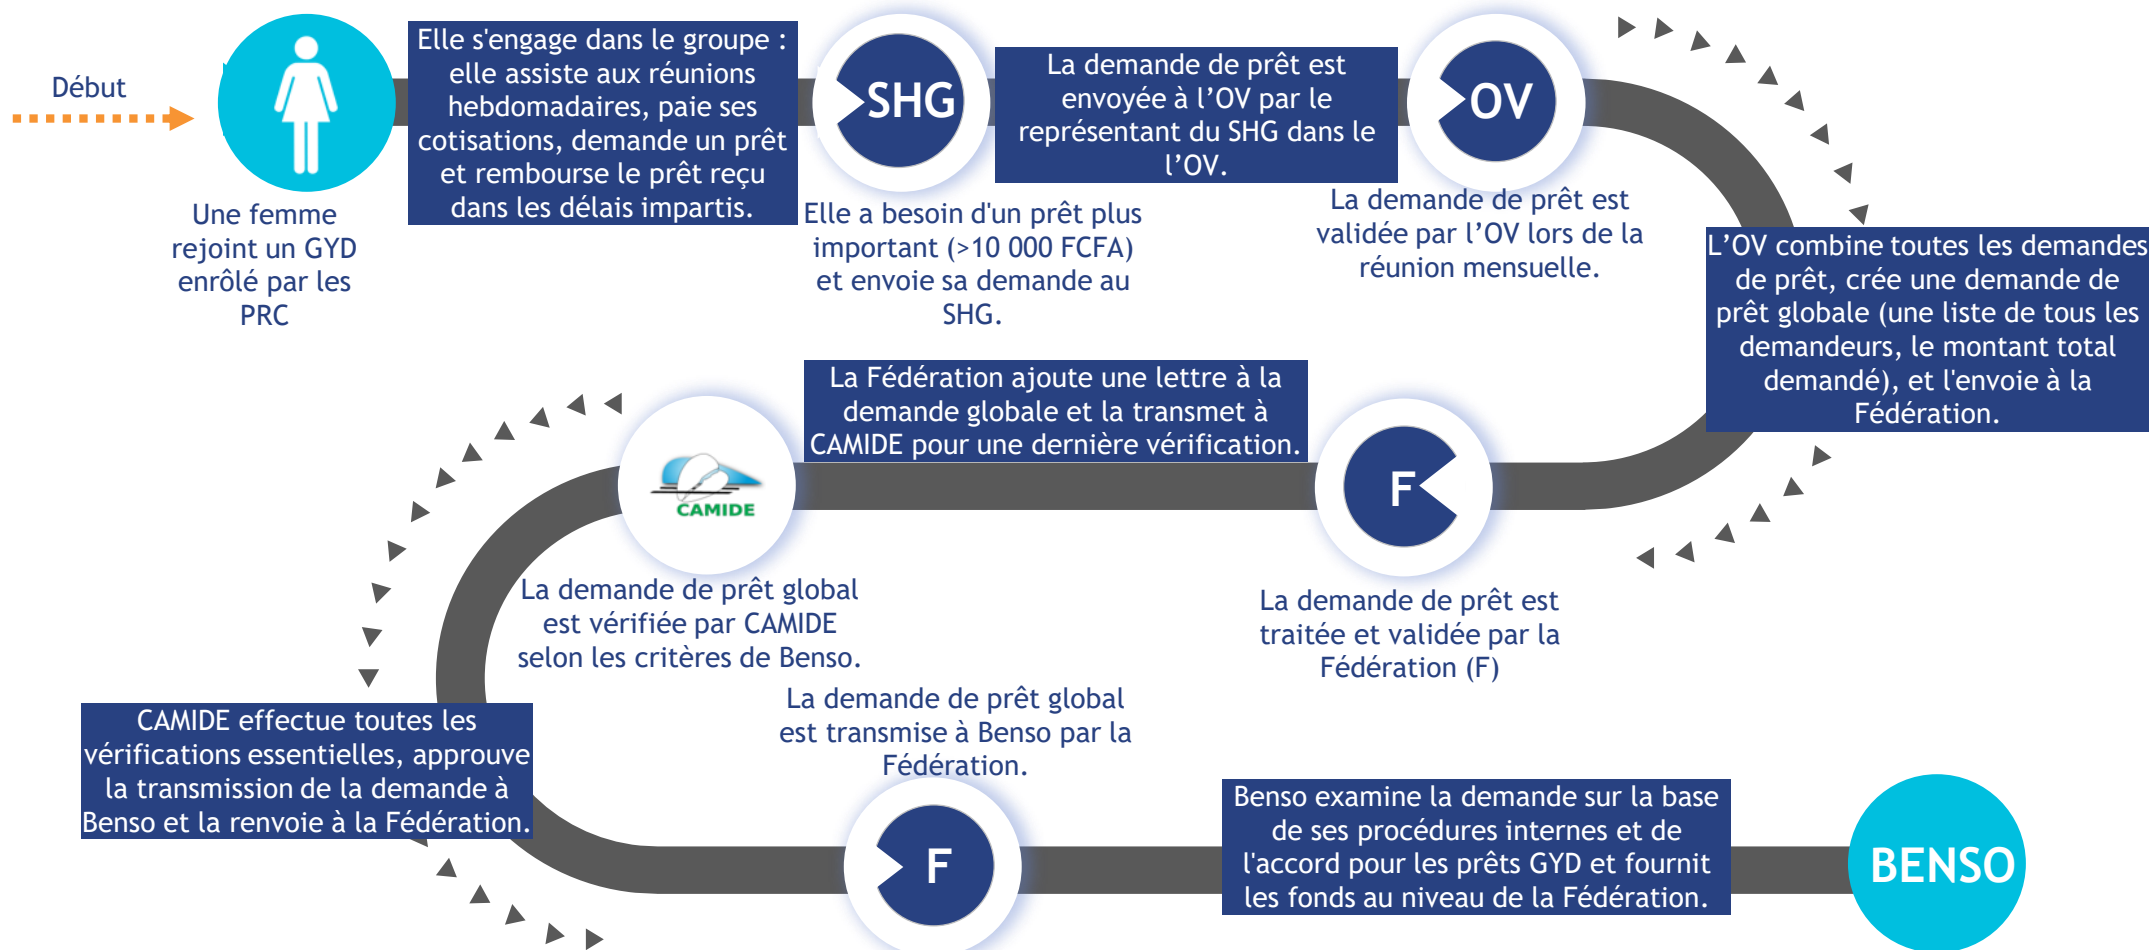 Début
Une femme
rejoint un GYD
enrôlé par les
PRC
Elle s'engage dans le groupe :
elle assiste aux réunions
hebdomadaires, paie ses
cotisations, demande un prêt
et rembourse le prêt reçu
dans les délais impartis.
SHG
Elle a besoin d'un prêt plus
important (>10 000 FCFA)
et envoie sa demande au
SHG.
La demande de prêt est
envoyée à l’OV par le
représentant du SHG dans le
l’OV.
OV
La demande de prêt est
validée par l’OV lors de la
réunion mensuelle.
L’OV combine toutes les demandes
de prêt, crée une demande de
prêt globale (une liste de tous les
demandeurs, le montant total
demandé), et l'envoie à la
Fédération.
F
La demande de prêt est
traitée et validée par la
Fédération (F)
La Fédération ajoute une lettre à la
demande globale et la transmet à
CAMIDE pour une dernière vérification.
CAMIDE
La demande de prêt global
est vérifiée par CAMIDE
selon les critères de Benso.
CAMIDE effectue toutes les
vérifications essentielles, approuve
la transmission de la demande à
Benso et la renvoie à la Fédération.
La demande de prêt global
est transmise à Benso par la
Fédération.
F
Benso examine la demande sur la base
de ses procédures internes et de
l'accord pour les prêts GYD et fournit
les fonds au niveau de la Fédération.
BENSO